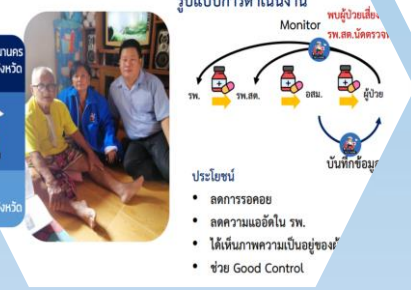 รูปแบบการดำเนินงาน
Monitor
พบผู้ป่วยเสี่ยง
รพ.สต.นัดตรวจ
รพ.
รพ.สต.
อสม.
ผู้ป่วย
บันทึกข้อมูล
ประโยชน์
• ลดการรอคอย
• ลดความแออัดใน รพ.
• ได้เห็นภาพความเป็นอยู่ของ
• ช่วย Good Control